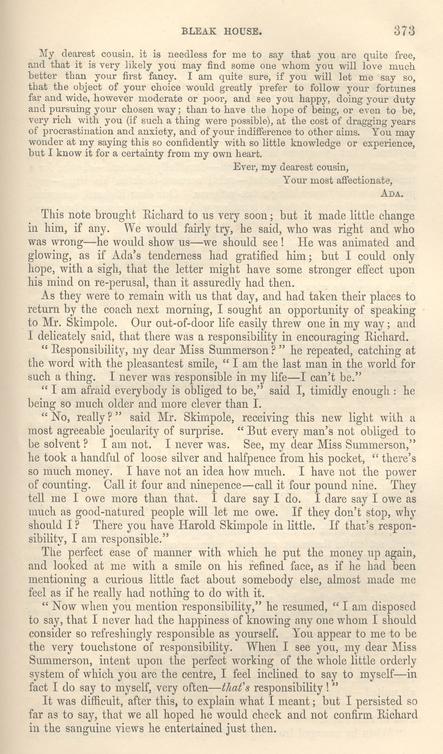 BLEAK HOUSE. 373
My dearest cousin, it is needless for me to say that you are quite free,
and that it is very likely you may find some one whom you will love much
better than your first fancy. I am quite sure, if you will let me say so,
that the object of your choice would greatly prefer to follow your fortunes
far and wide, however moderate or poor, and see you happy, doing your duty
and pursuing your chosen way; than to have the hope of being, or even to be,
very rich with you (if such a thing were possible), at the cost of dragging years
of procrastination and anxiety, and of your indifference to other aims. You may
wonder at my saying this so confidently with so little knowledge or experience,
but I know it for a certainty from my own heart.
Ever, my dearest cousin,
Your most affectionate,
ADA.
This note brought Richard to us very soon; but it made little change
in him, if any. We would fairly try, he said, who was right and who
was wrong—he would show us—we should see! He was animated and
glowing, as if Ada's tenderness had gratified him; but I could only
hope, with a sigh, that the letter might have some stronger effect upon
his mind on re-perusal, than it assuredly had then.
As they were to remain with us that day, and had taken their places to
return by the coach next morning, I sought an opportunity of speaking
to Mr. Skimpole. Our out-of-door life easily threw one in my way; and
I delicately said, that there was a responsibility in encouraging Richard.
"Responsibility, my dear Miss Summerson?" he repeated, catching at
the word with the pleasantest smile, "I am the last man in the world for
such a thing. I never was responsible in my life—I can't be."
"I am afraid everybody is obliged to be," said I, timidly enough: he
being so much older and more clever than I.
"No, really?" said Mr. Skimpole, receiving this new light with a
most agreeable jocularity of surprise. "But every man's not obliged to
be solvent? I am not. I never was. See, my dear Miss Summerson,"
he took a handful of loose silver and halfpence from his pocket, "there's
so much money. I have not an idea how much. I have not the power
of counting. Call it four and ninepence—call it four pound nine. They
tell me I owe more than that. I dare say I do. I dare say I owe as
much as good-natured people will let me owe. If they don't stop, why
should I? There you have Harold Skimpole in little. If that's respon-
sibility, I am responsible."
The perfect ease of manner with which he put the money up again,
and looked at me with a smile on his refined face, as if he had been
mentioning a curious little fact about somebody else, almost made me
feel as if he really had nothing to do with it.
"Now when you mention responsibility," he resumed, "I am disposed
to say, that I never had the happiness of knowing any one whom I should
consider so refreshingly responsible as yourself. You appear to me to be
the very touchstone of responsibility. When I see you, my dear Miss
Summerson, intent upon the perfect working of the whole little orderly
system of which you are the centre, I feel inclined to say to myself—in
fact I do say to myself, very often—that's responsibility!"
It was difficult, after this, to explain what I meant; but I persisted so
far as to say, that we all hoped he would check and not confirm Richard
in the sanguine views he entertained just then.